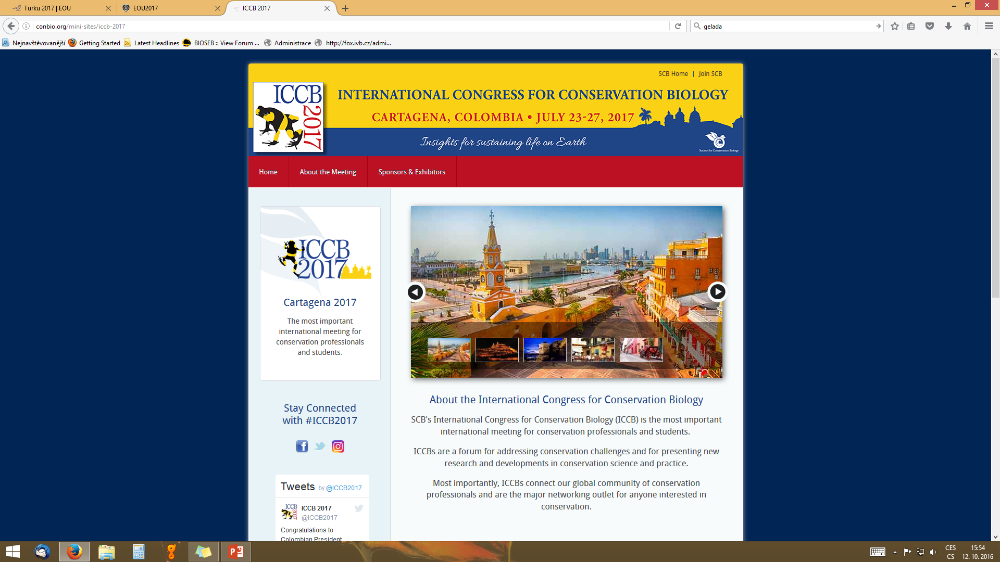 Turku 2017 | EOU
EOU2017
ICCB 2017
conbio.org/mini-sites/iccb-2017
gelada
Nejnavštěvovanější
Getting Started
Latest Headlines
BIOSEB :: View Forum ...
Administrace
http://fox.ivb.cz/admi...
SCB Home | Join SCB
ICCB
2017
INTERNATIONAL CONGRESS FOR CONSERVATION BIOLOGY
CARTAGENA, COLOMBIA • JULY 23-27, 2017
Insights for sustaining life on Earth
Society for Conservation Biology
Home
About the Meeting
Sponsors & Exhibitors
ICCB
2017
Cartagena 2017
The most important
international meeting for
conservation professionals
and students.
Stay Connected
with #ICCB2017
Tweets by @ICCB2017
ICCB
2017
ICCB 2017
@ICCB2017
Congratulations to
Colombian President
About the International Congress for Conservation Biology
SCB's International Congress for Conservation Biology (ICCB) is the most important
international meeting for conservation professionals and students.
ICCBs are a forum for addressing conservation challenges and for presenting new
research and developments in conservation science and practice.
Most importantly, ICCBs connect our global community of conservation
professionals and are the major networking outlet for anyone interested in
conservation.
CES
CS
15:54
12. 10. 2016